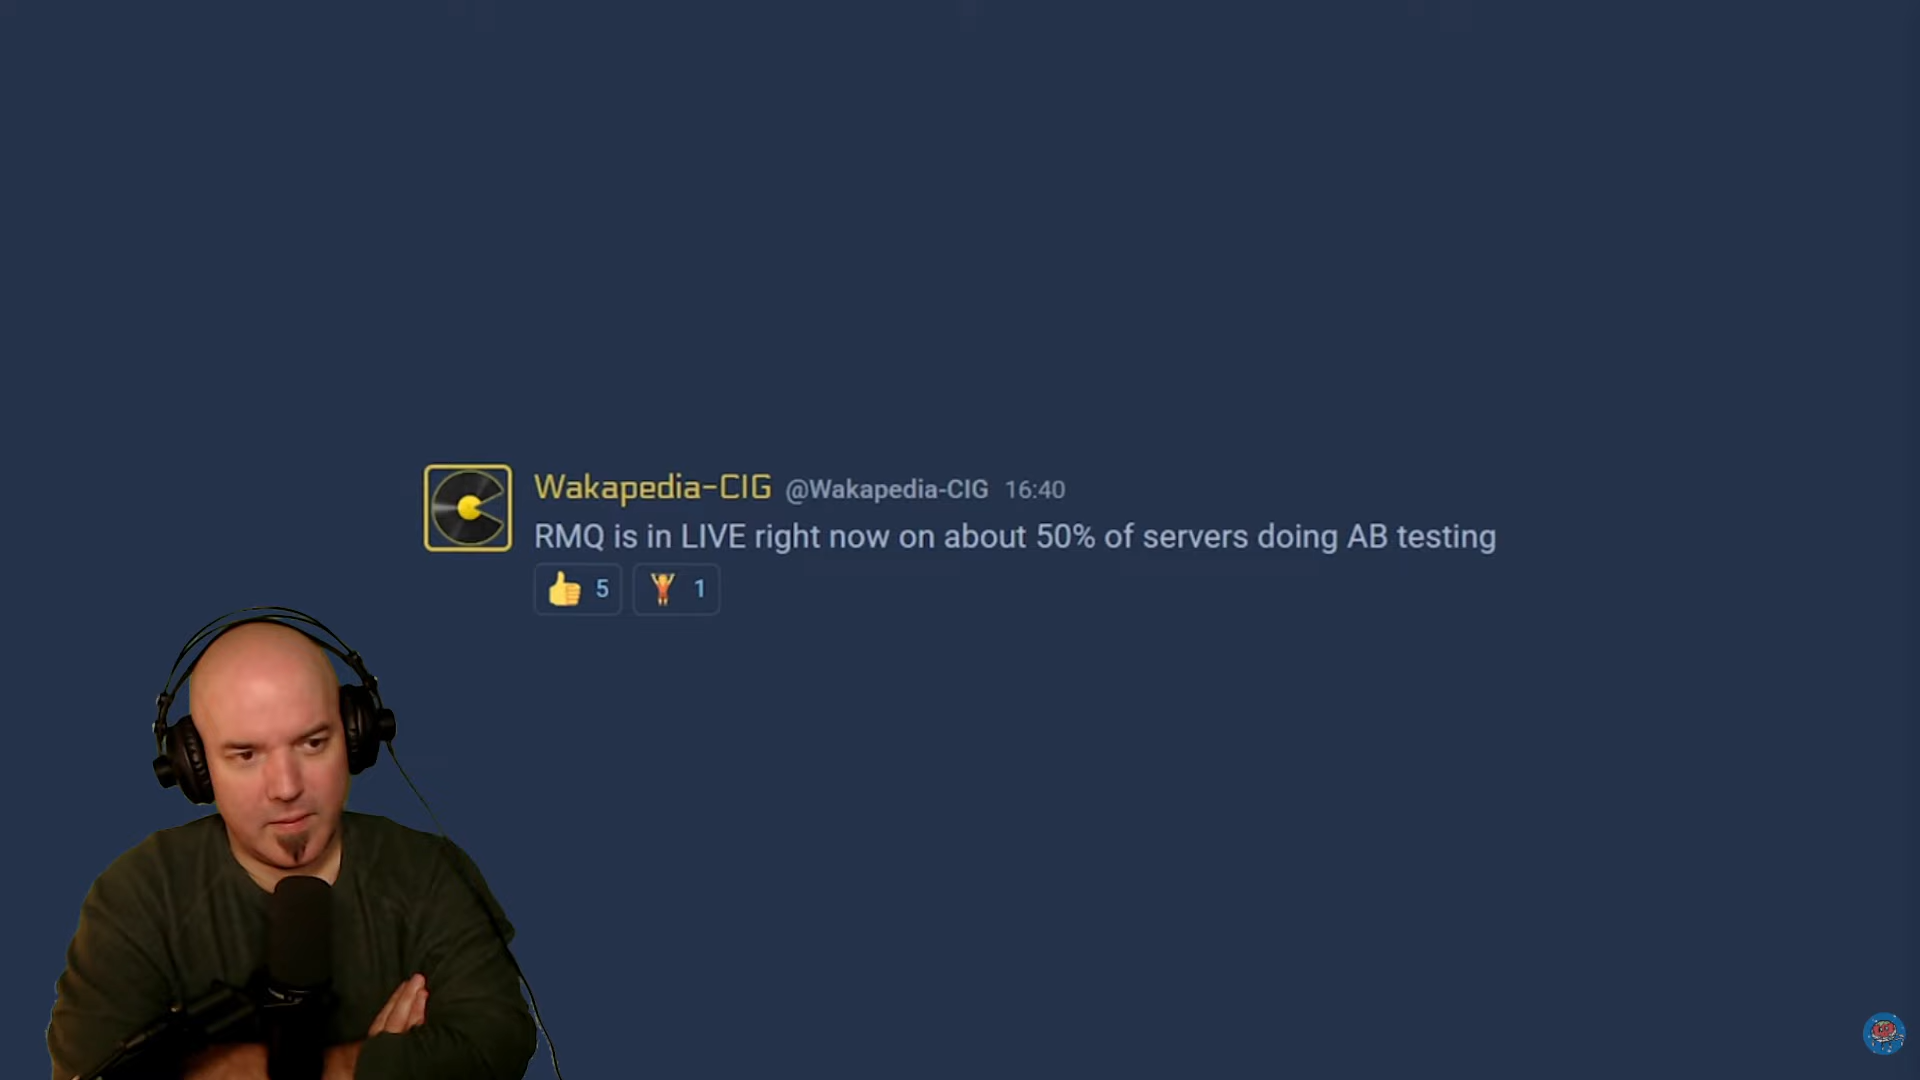 Wakapedia-CIG @Wakapedia-CIG 16:40
RMQ is in LIVE right now on about 50% of servers doing AB testing
5 1